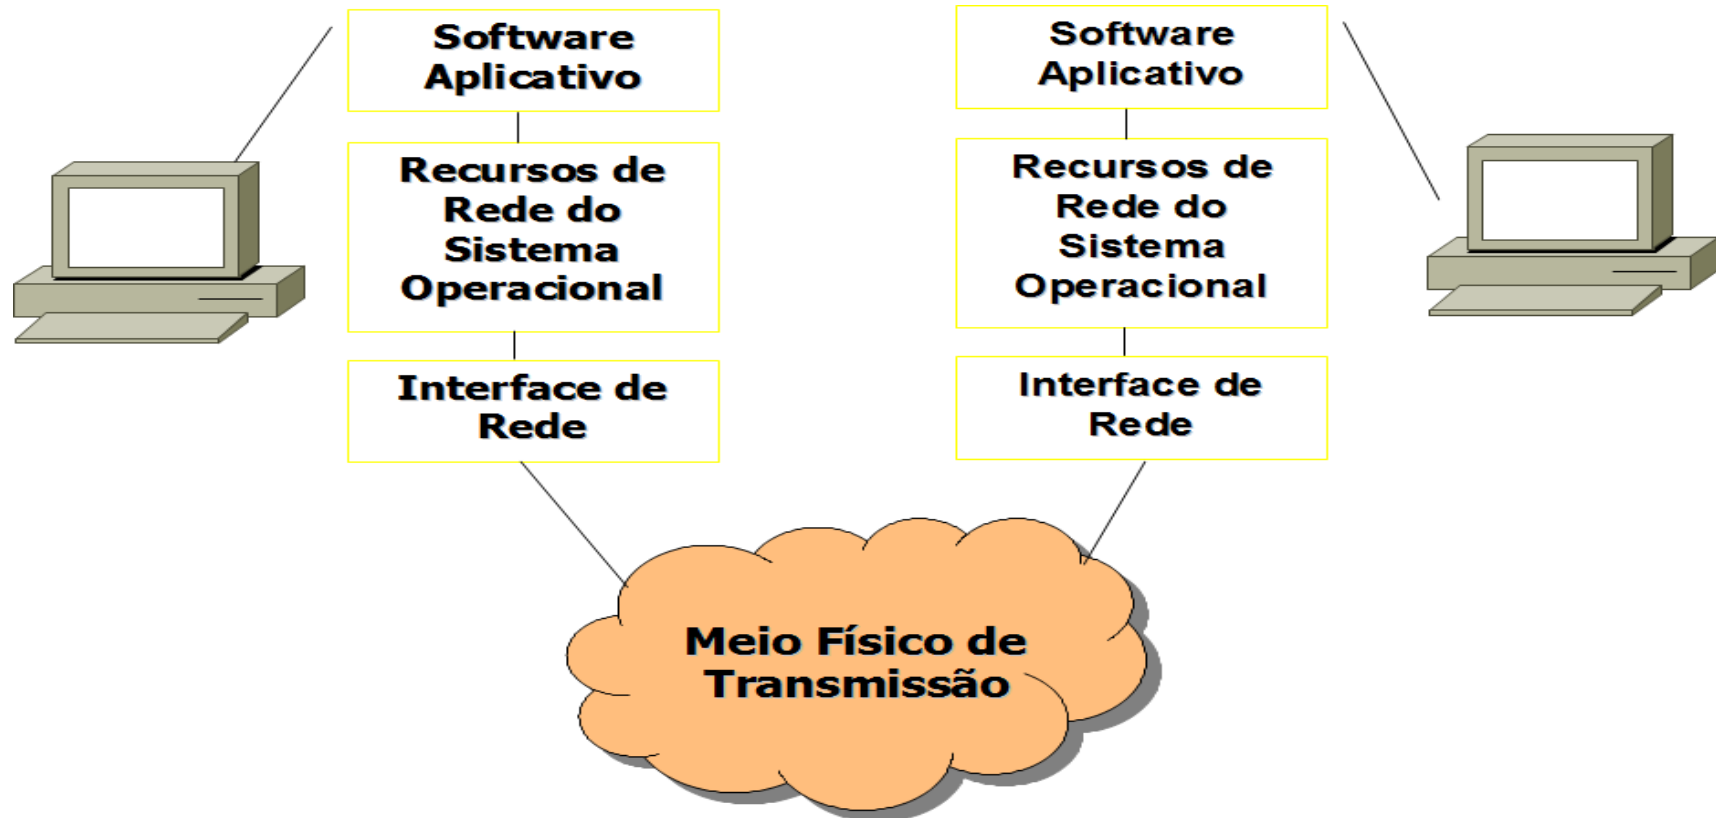 Software
Aplicativo
Recursos de
Rede do
Sistema
Operacional
Interface de
Rede
Software
Aplicativo
Recursos de
Rede do
Sistema
Operacional
Interface de
Rede
Meio Físico de
Transmissão